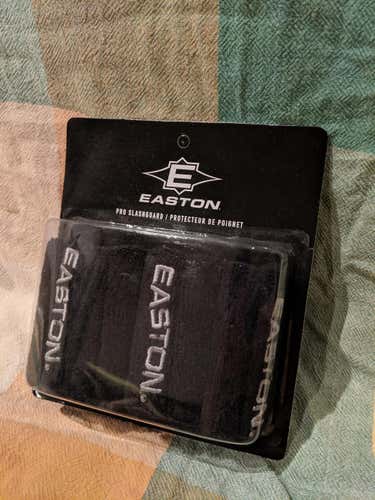 E
EASTON
PRO SLASHGUARD / PROTECTEUR DE POIGNET
EASTON®
EASTON®
EASTON